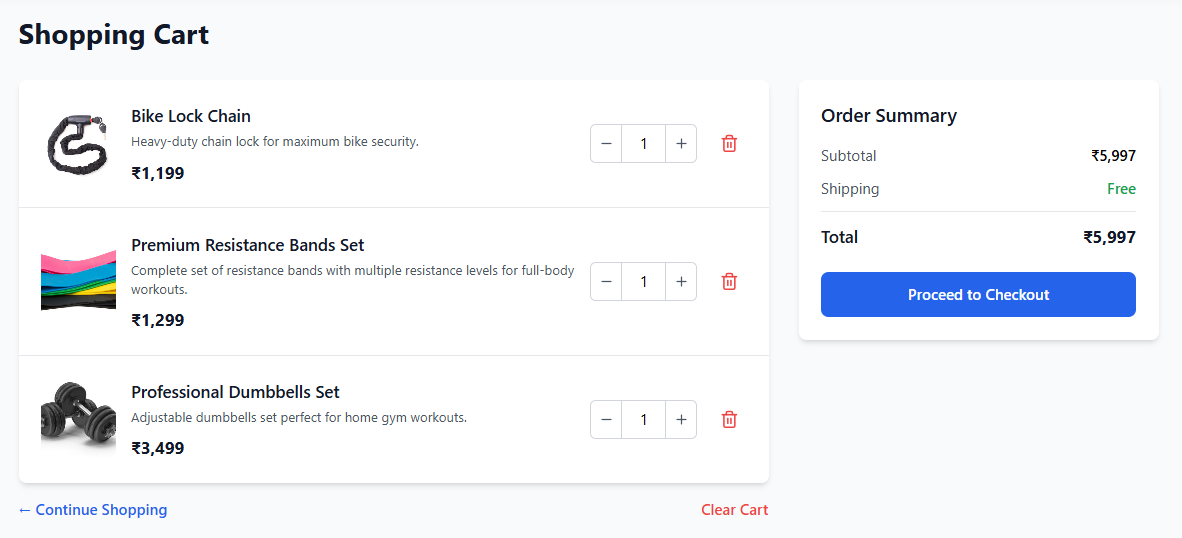 Shopping Cart
Bike Lock Chain
Heavy-duty chain lock for maximum bike security.
₹1,199
− 1 +
Premium Resistance Bands Set
Complete set of resistance bands with multiple resistance levels for full-body
workouts.
₹1,299
− 1 +
Professional Dumbbells Set
Adjustable dumbbells set perfect for home gym workouts.
₹3,499
− 1 +
← Continue Shopping
Clear Cart
Order Summary
Subtotal ₹5,997
Shipping Free
Total ₹5,997
Proceed to Checkout